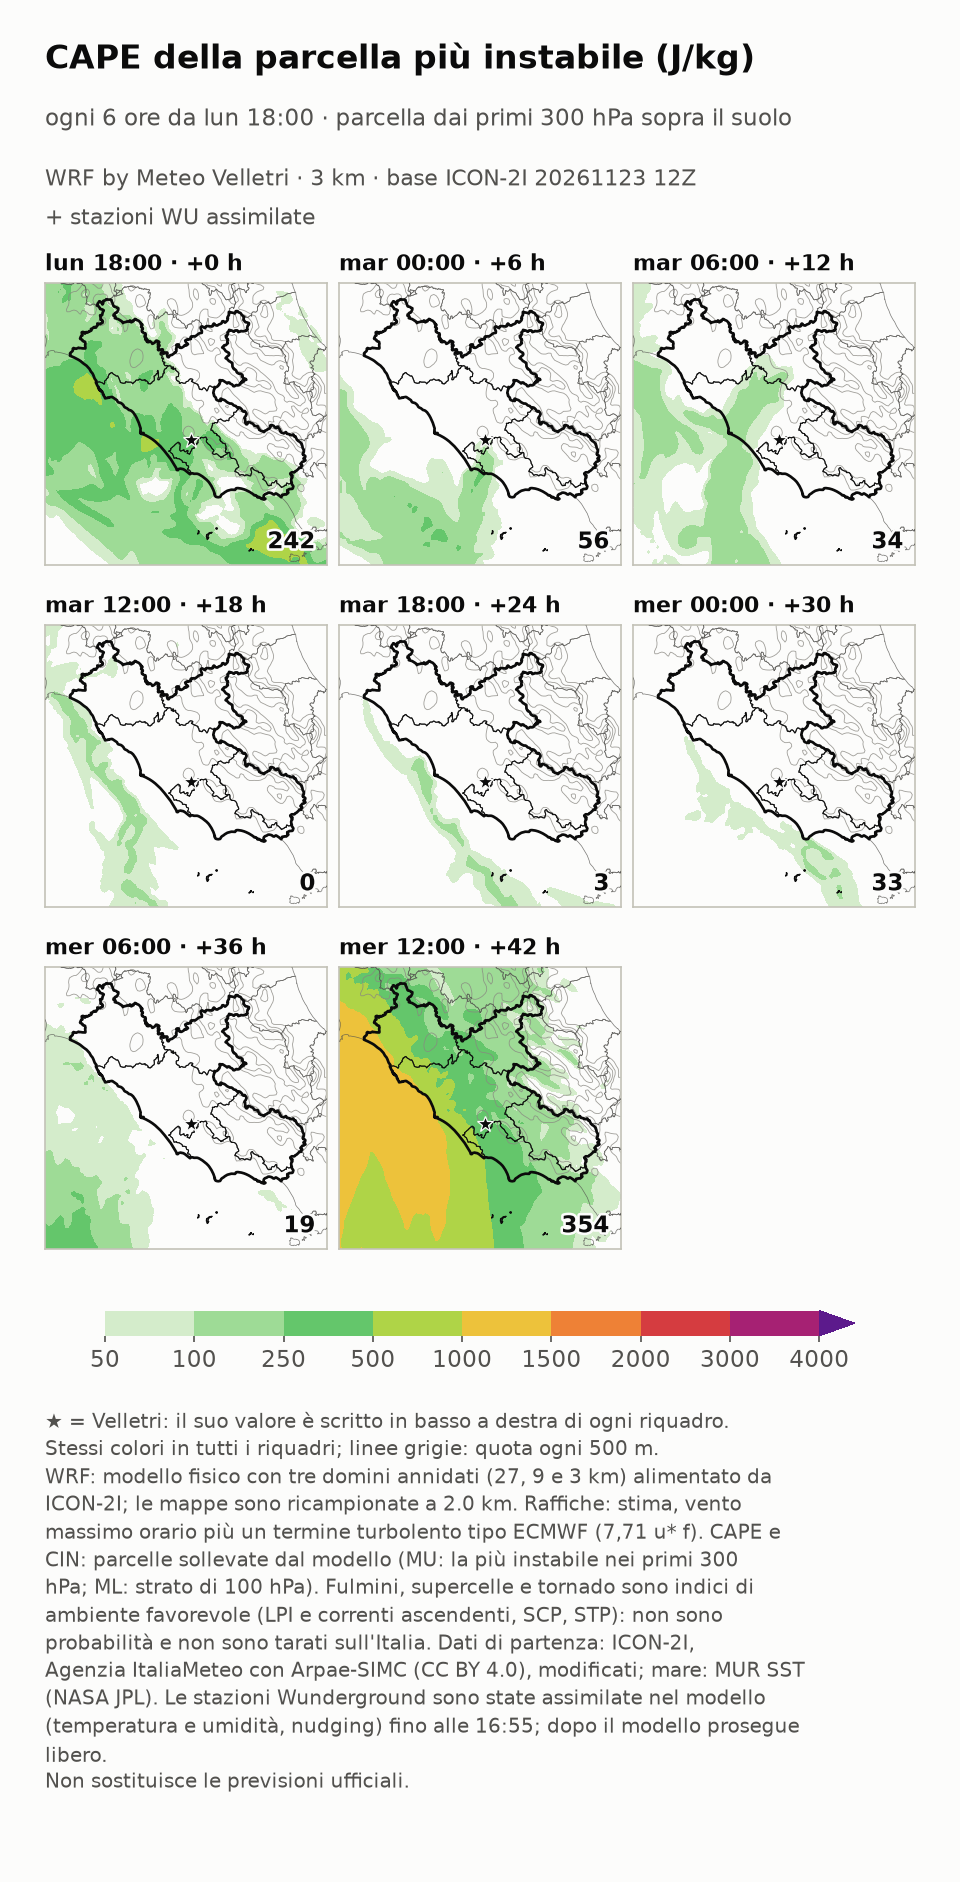 CAPE della parcella più instabile (J/kg)
ogni 6 ore da lun 18:00 · parcella dai primi 300 hPa sopra il suolo
WRF by Meteo Velletri · 3 km · base ICON-2I 20261123 12Z
+ stazioni WU assimilate
lun 18:00 · +0 h
mar 00:00 · +6 h
mar 06:00 · +12 h
242
56
34
mar 12:00 · +18 h
mar 18:00 · +24 h
mer 00:00 · +30 h
0
3
33
mer 06:00 · +36 h
mer 12:00 · +42 h
19
354
50 100 250 500 1000 1500 2000 3000 4000
★ = Velletri: il suo valore è scritto in basso a destra di ogni riquadro.
Stessi colori in tutti i riquadri; linee grigie: quota ogni 500 m.
WRF: modello fisico con tre domini annidati (27, 9 e 3 km) alimentato da
ICON-2I; le mappe sono ricampionate a 2.0 km. Raffiche: stima, vento
massimo orario più un termine turbolento tipo ECMWF (7,71 u* f). CAPE e
CIN: parcelle sollevate dal modello (MU: la più instabile nei primi 300
hPa; ML: strato di 100 hPa). Fulmini, supercelle e tornado sono indici di
ambiente favorevole (LPI e correnti ascendenti, SCP, STP): non sono
probabilità e non sono tarati sull'Italia. Dati di partenza: ICON-2I,
Agenzia ItaliaMeteo con Arpae-SIMC (CC BY 4.0), modificati; mare: MUR SST
(NASA JPL). Le stazioni Wunderground sono state assimilate nel modello
(temperatura e umidità, nudging) fino alle 16:55; dopo il modello prosegue
libero.
Non sostituisce le previsioni ufficiali.